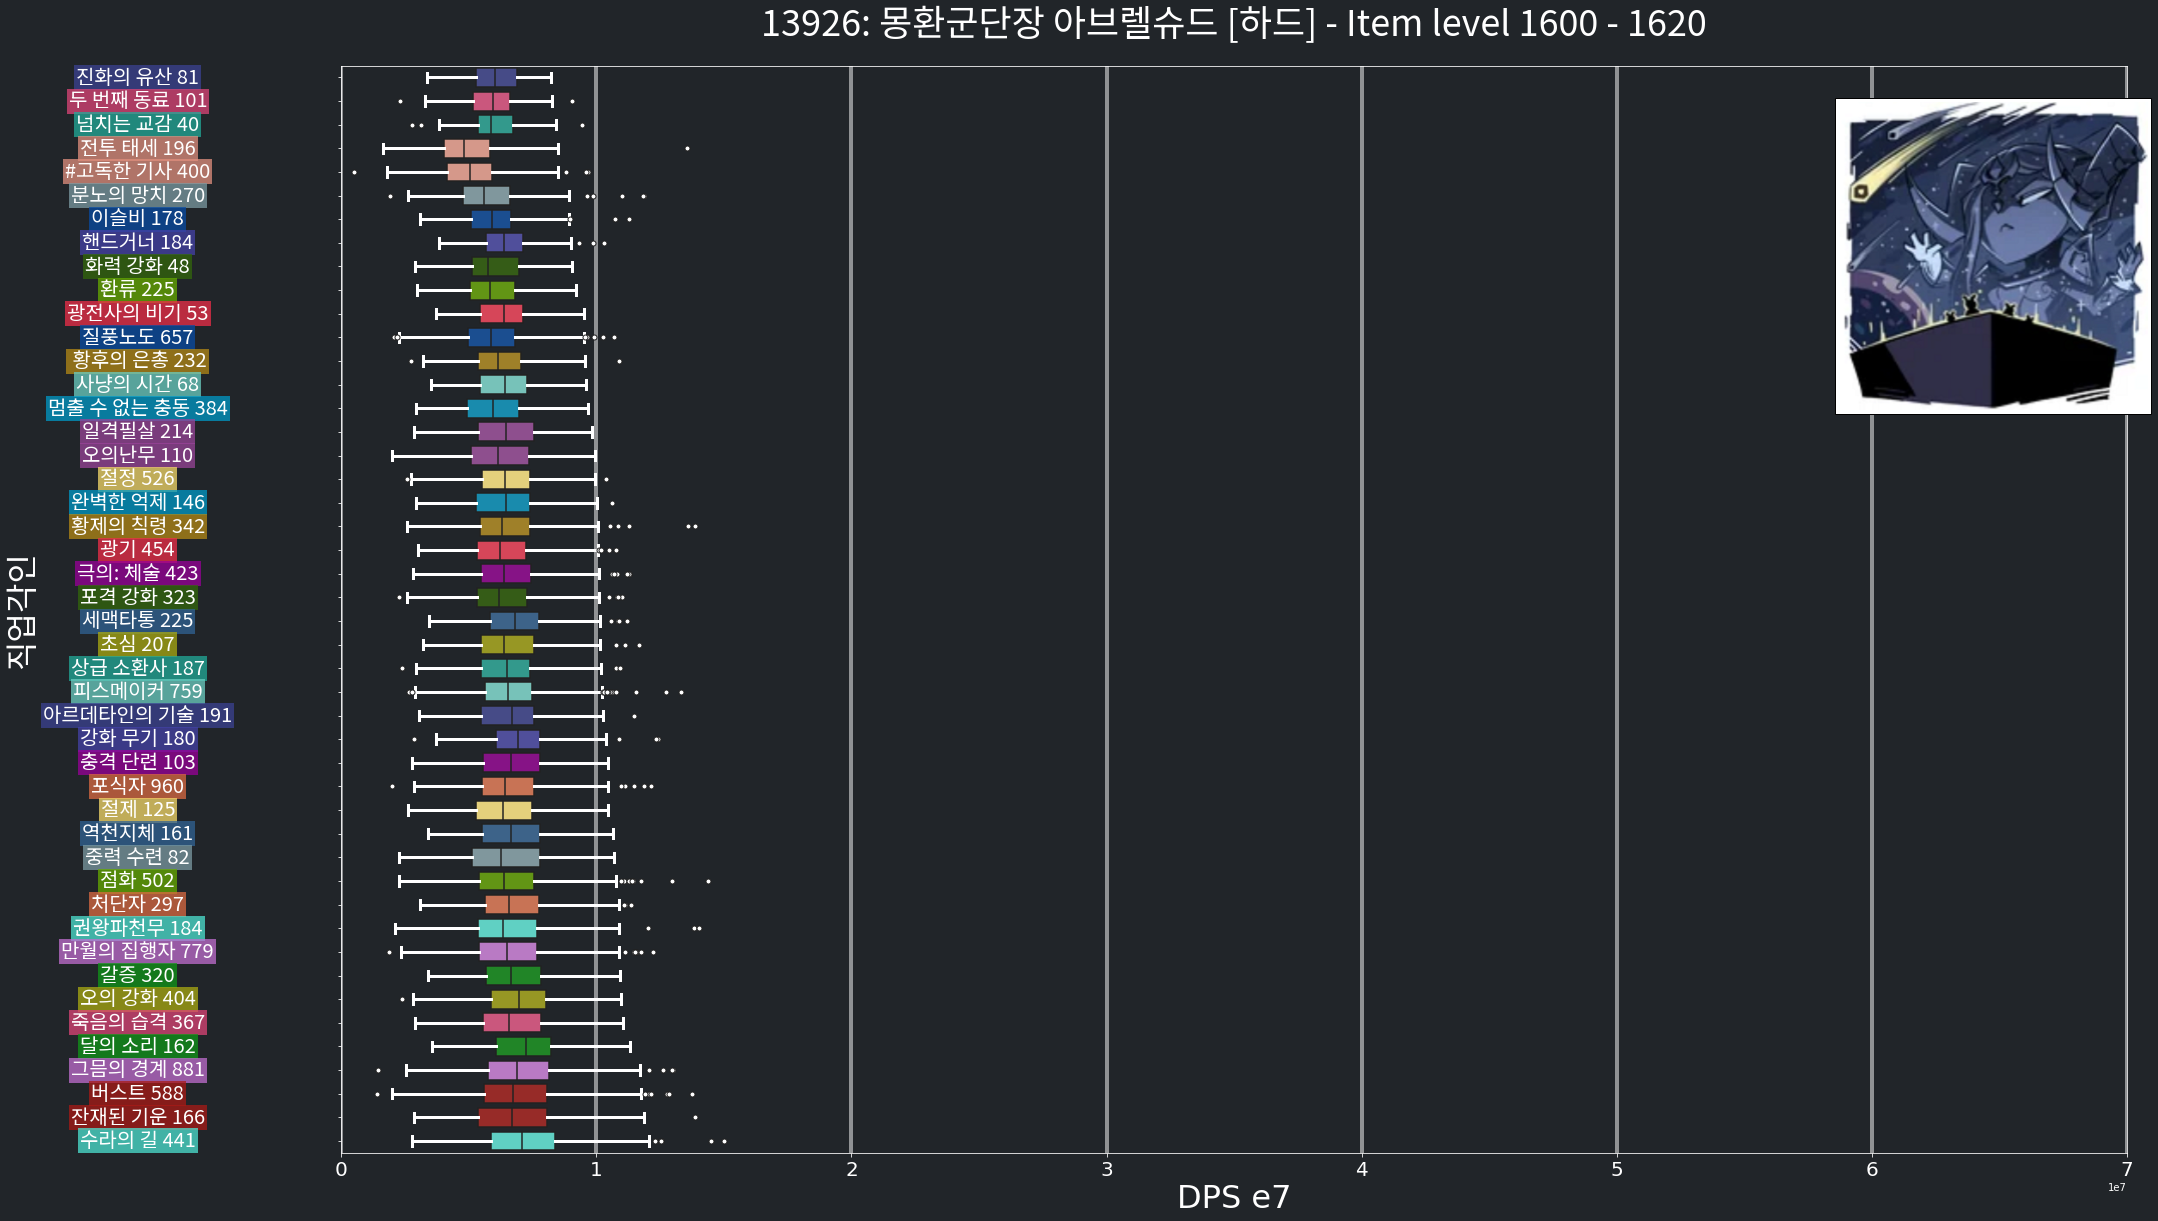 13926: 몽환군단장 아브렐슈드 [하드] - Item level 1600 - 1620
직업각인
진화의 유산 81
두 번째 동료 101
넘치는 교감 40
전투 태세 196
#고독한 기사 400
분노의 망치 270
이슬비 178
핸드거너 184
화력 강화 48
환류 225
광전사의 비기 53
질풍노도 657
황후의 은총 232
사냥의 시간 68
멈출 수 없는 충동 384
일격필살 214
오의난무 110
절정 526
완벽한 억제 146
황제의 칙령 342
광기 454
극의: 체술 423
포격 강화 323
세맥타통 225
초심 207
상급 소환사 187
피스메이커 759
아르데타인의 기술 191
강화 무기 180
충격 단련 103
포식자 960
절제 125
역천지체 161
중력 수련 82
점화 502
처단자 297
권왕파천무 184
만월의 집행자 779
갈증 320
오의 강화 404
죽음의 습격 367
달의 소리 162
그믐의 경계 881
버스트 588
잔재된 기운 166
수라의 길 441
0 1 2 3 4 5 6 7
1e7
DPS e7